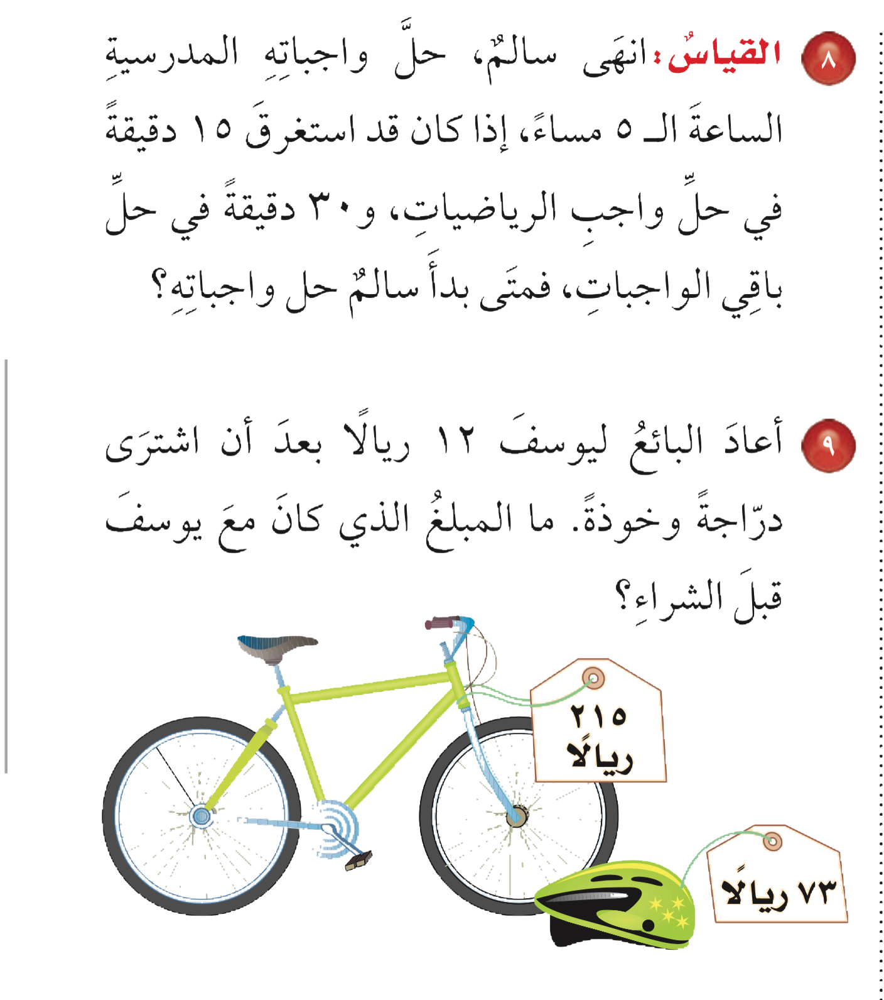 ٨ القياسُ: انهَى سالمٌ، حلَّ واجباتِهِ المدرسيةِ
الساعةَ الـ ٥ مساءً، إذا كان قد استغرقَ ١٥ دقيقةً
في حلِّ واجبِ الرياضياتِ، و٣٠ دقيقةً في حلِّ
باقِي الواجباتِ، فمتَى بدأَ سالمٌ حل واجباتِهِ؟
٩ أعادَ البائعُ ليوسفَ ١٢ ريالًا بعدَ أن اشترَى
درّاجةً وخوذةً. ما المبلغُ الذي كانَ معَ يوسفَ
قبلَ الشراءِ؟
٢١٥
ريالًا
٧٣ ريالًا